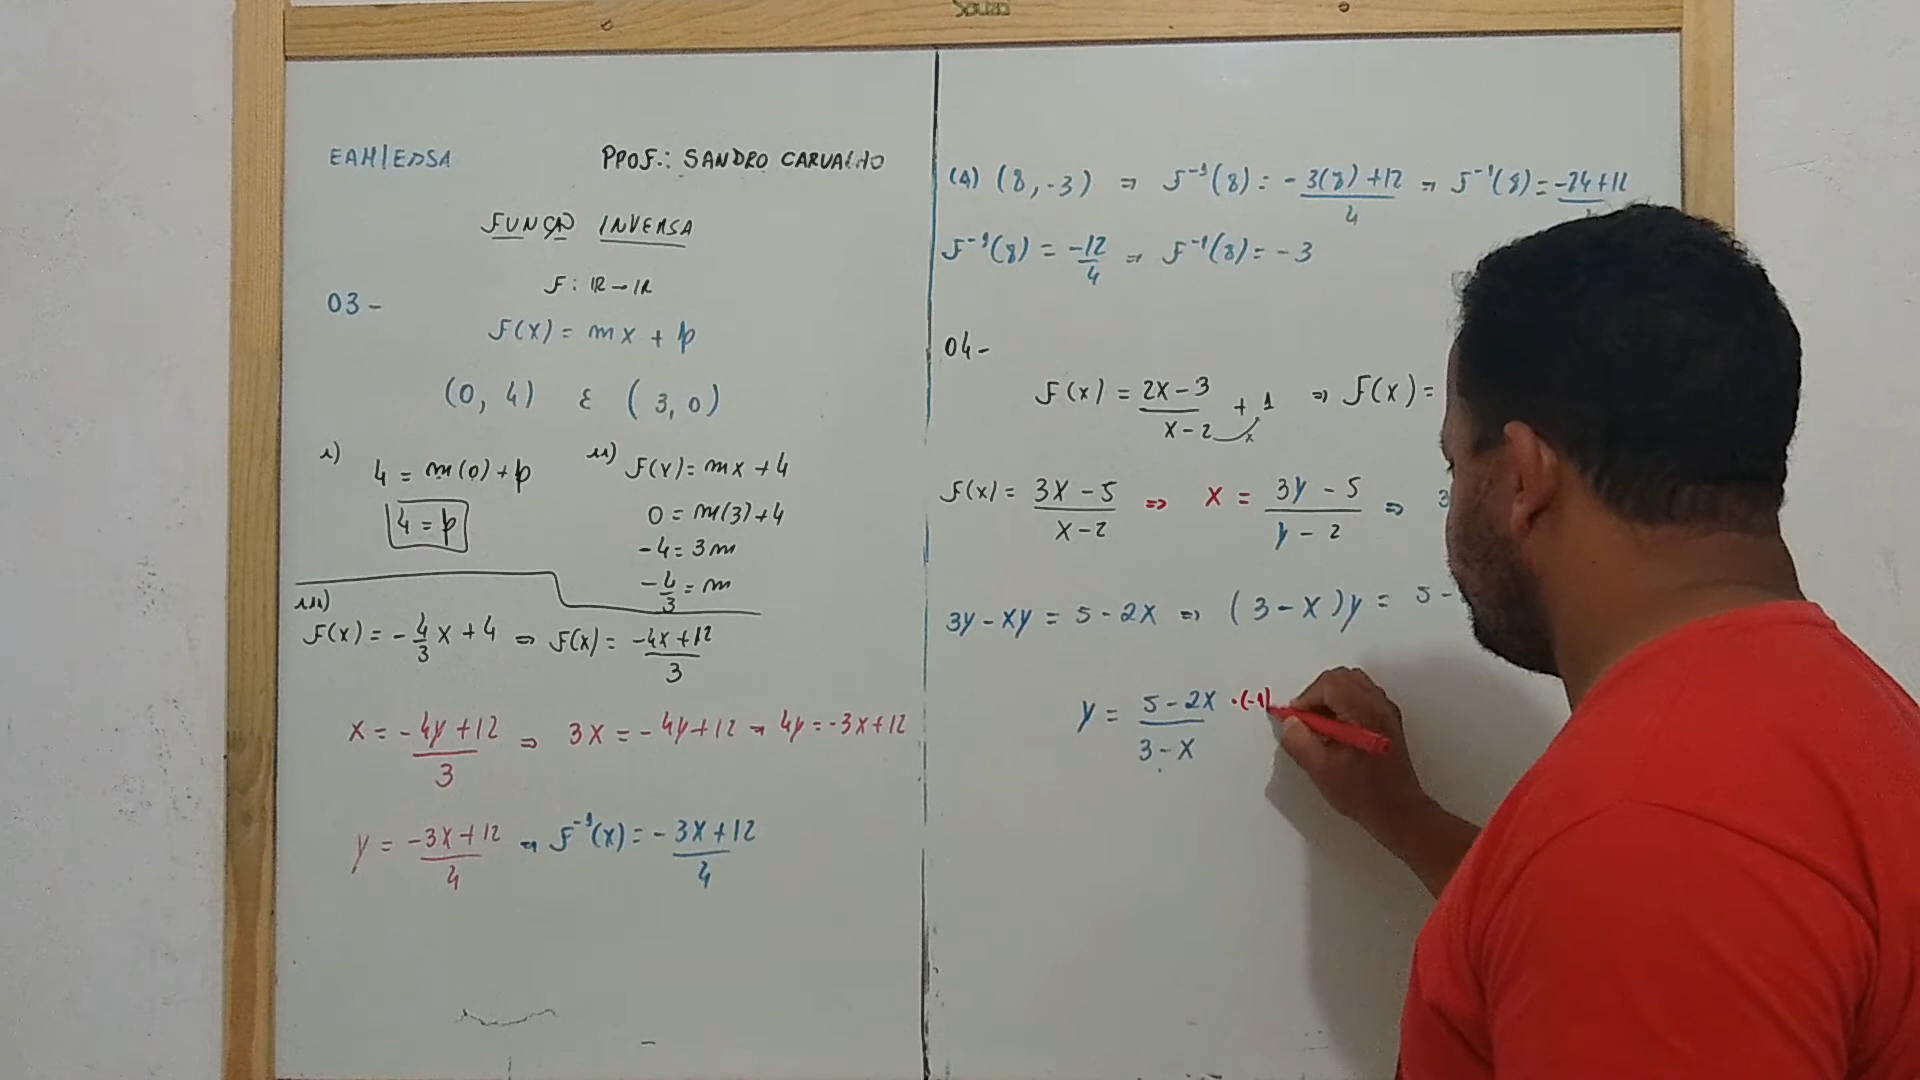 EAM/ESSA
PROF.: SANDRO CARVALHO
FUNÇÃO INVERSA
F: IR → IR
03 -
F(x) = mx + p
(0, 4) E (3, 0)
i)
4 = m(0) + p
4 = p
ii) F(x) = mx + 4
0 = m(3) + 4
-4 = 3m
-4/3 = m
iii)
F(x) = -4/3 x + 4 ⇒ F(x) = (-4x + 12)/3
x = (-4y + 12)/3 ⇒ 3x = -4y + 12 → 4y = -3x + 12
y = (-3x + 12)/4 ⇒ F⁻¹(x) = (-3x + 12)/4
(A) (8, -3) ⇒ F⁻¹(8) = (-3(8) + 12)/4 ⇒ F⁻¹(8) = -24 + 12
F⁻¹(8) = -12/4 ⇒ F⁻¹(8) = -3
04 -
F(x) = (2x - 3)/(x - 2) + 1 ⇒ F(x) =
F(x) = (3x - 5)/(x - 2) ⇒ x = (3y - 5)/(y - 2) ⇒
3y - xy = 5 - 2x ⇒ (3 - x)y = 5 -
y = (5 - 2x)/(3 - x) · (-1)